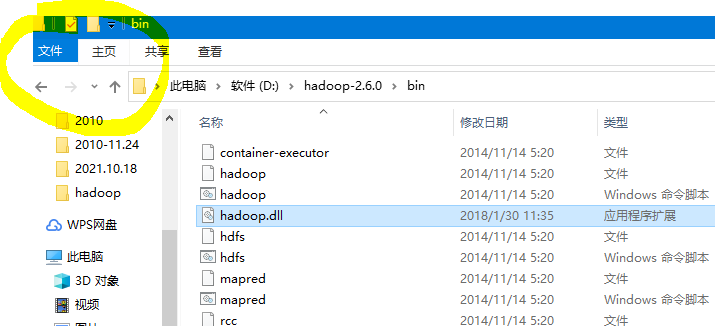 bin
文件 主页 共享 查看
此电脑 软件 (D:) hadoop-2.6.0 bin
名称 修改日期 类型
2010
2010-11.24
2021.10.18
hadoop
WPS网盘
此电脑
3D 对象
视频
container-executor 2014/11/14 5:20 文件
hadoop 2014/11/14 5:20 文件
hadoop 2014/11/14 5:20 Windows 命令脚本
hadoop.dll 2018/1/30 11:35 应用程序扩展
hdfs 2014/11/14 5:20 文件
hdfs 2014/11/14 5:20 Windows 命令脚本
mapred 2014/11/14 5:20 文件
mapred 2014/11/14 5:20 Windows 命令脚本
rcc 2014/11/14 5:20 文件